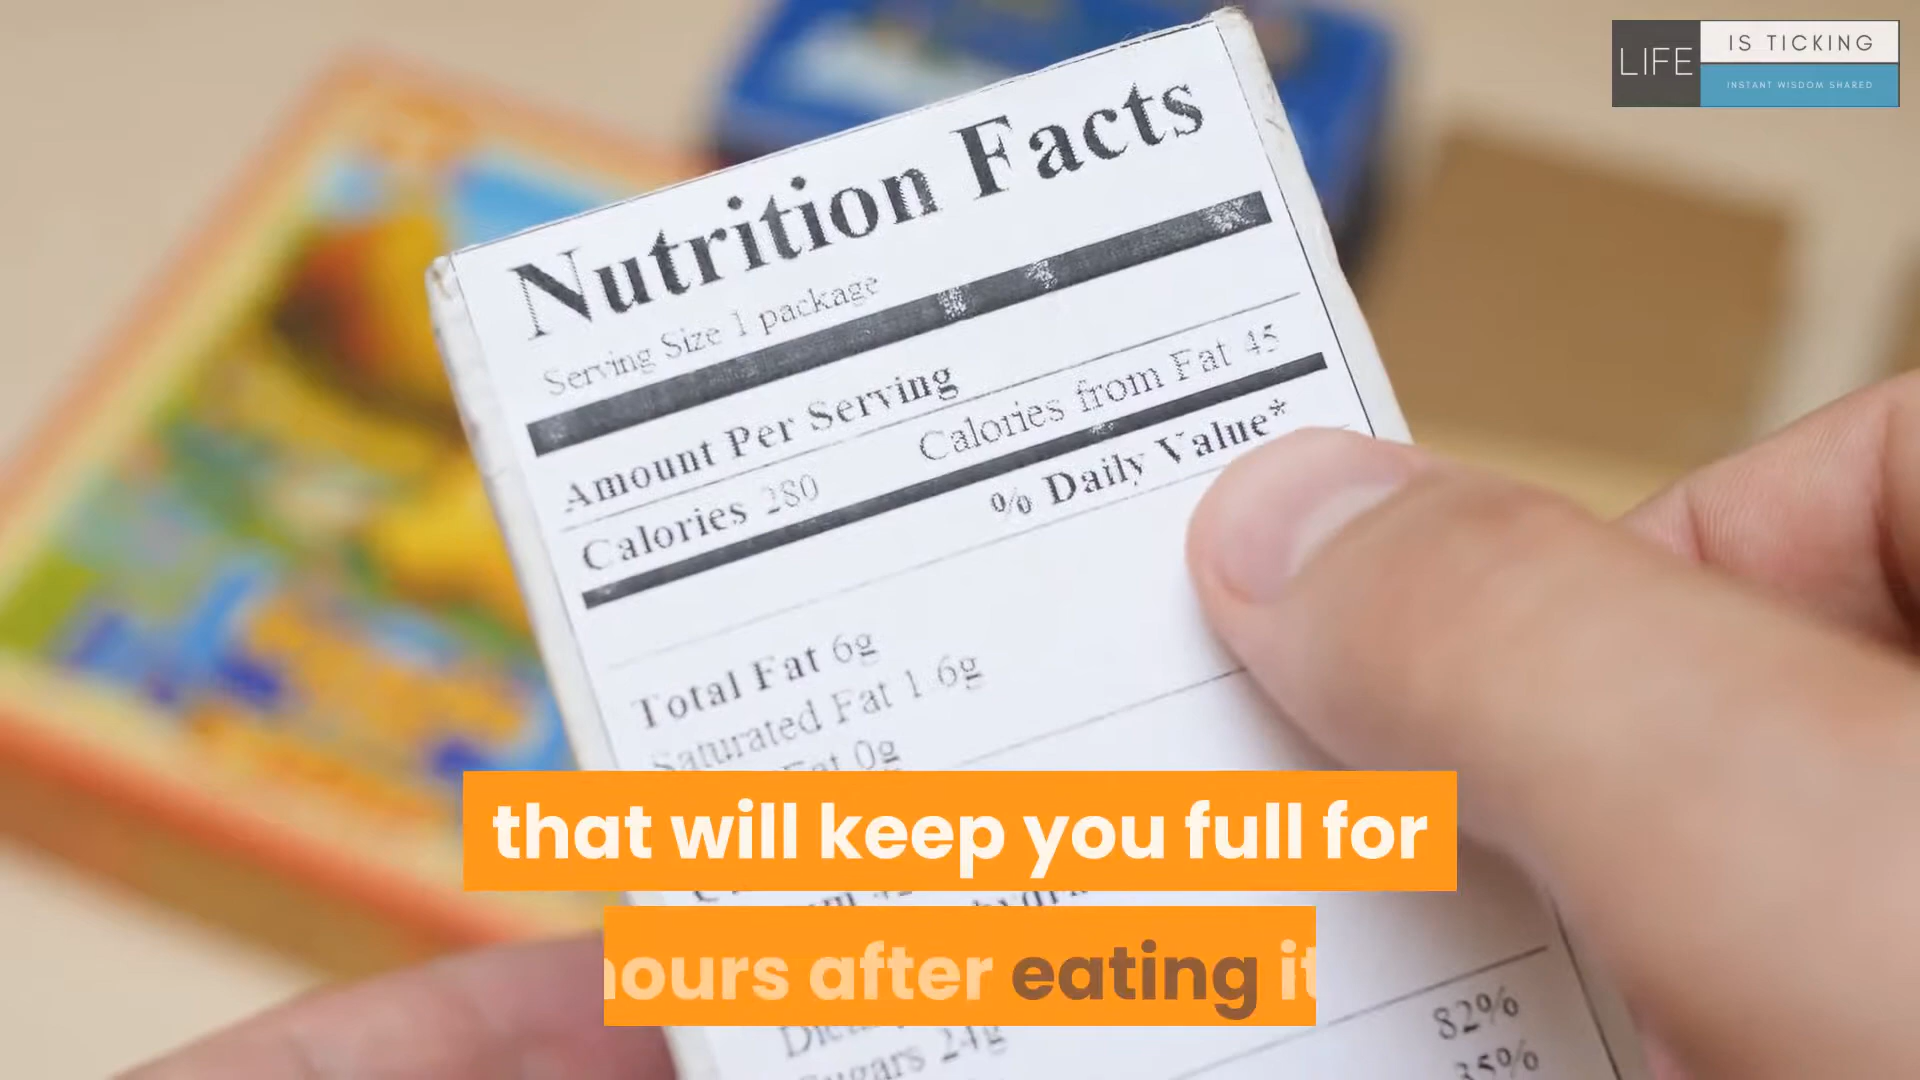 LIFE
IS TICKING
INSTANT WISDOM SHARED
Nutrition Facts
Serving Size 1 package
Amount Per Serving
Calories 280 Calories from Fat 45
% Daily Value*
Total Fat 6g
Saturated Fat 1.6g
Fat 0g
that will keep you full for
hours after eating it
Sugars 24g
82%
35%